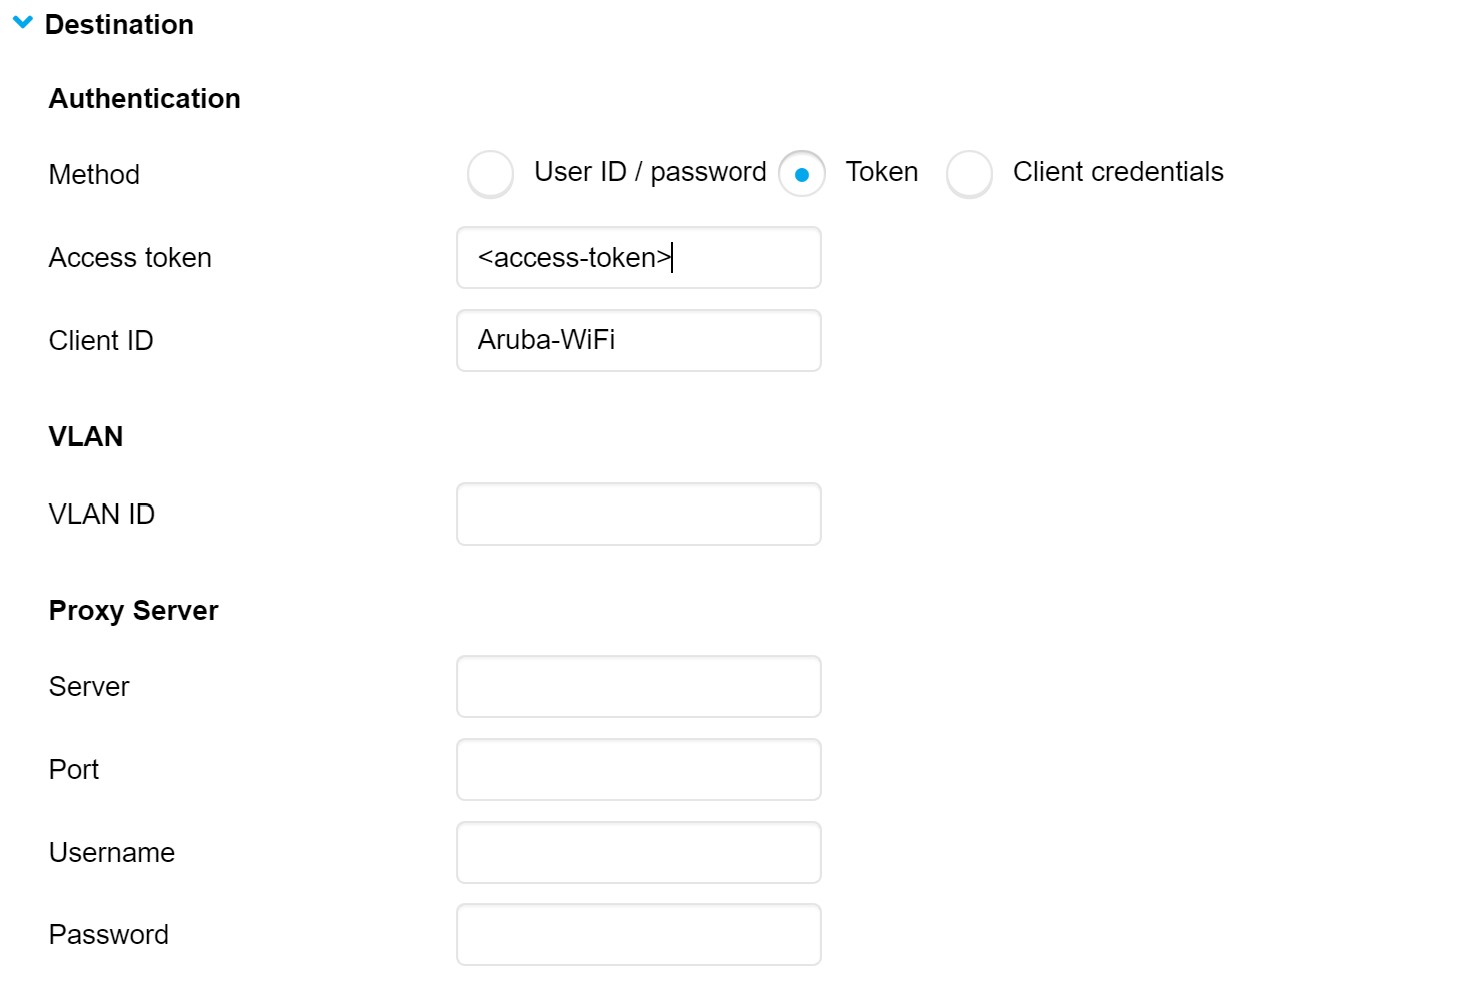 Destination
Authentication
Method User ID / password Token Client credentials
Access token <access-token>
Client ID Aruba-WiFi
VLAN
VLAN ID
Proxy Server
Server
Port
Username
Password